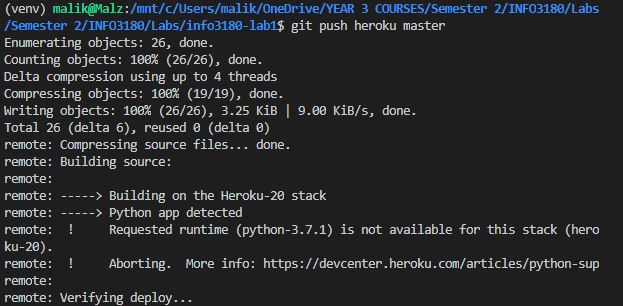 (venv) malik@Malz:/mnt/c/Users/malik/OneDrive/YEAR 3 COURSES/Semester 2/INFO3180/Labs
/Semester 2/INFO3180/Labs/info3180-lab1$ git push heroku master
Enumerating objects: 26, done.
Counting objects: 100% (26/26), done.
Delta compression using up to 4 threads
Compressing objects: 100% (19/19), done.
Writing objects: 100% (26/26), 3.25 KiB | 9.00 KiB/s, done.
Total 26 (delta 6), reused 0 (delta 0)
remote: Compressing source files... done.
remote: Building source:
remote:
remote: -----> Building on the Heroku-20 stack
remote: -----> Python app detected
remote:  !     Requested runtime (python-3.7.1) is not available for this stack (hero
ku-20).
remote:  !     Aborting.  More info: https://devcenter.heroku.com/articles/python-sup
remote:
remote: Verifying deploy...